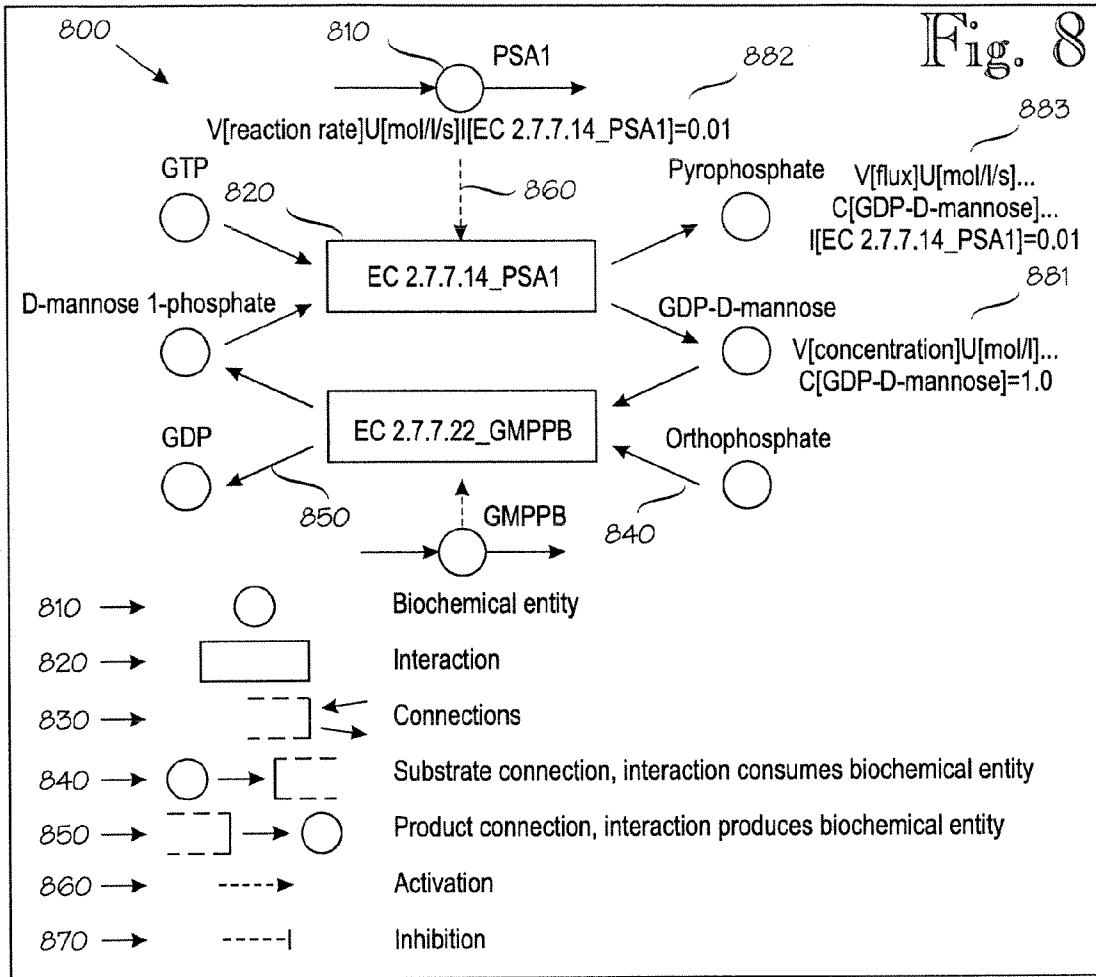 800
810
PSA1
882
Fig. 8
V[reaction rate]U[mol/l/s]I[EC 2.7.7.14_PSA1]=0.01
883
GTP
820
860
Pyrophosphate
V[flux]U[mol/l/s]...
C[GDP-D-mannose]...
I[EC 2.7.7.14_PSA1]=0.01
EC 2.7.7.14_PSA1
881
D-mannose 1-phosphate
GDP-D-mannose
V[concentration]U[mol/l]...
C[GDP-D-mannose]=1.0
EC 2.7.7.22_GMPPB
GDP
Orthophosphate
850
GMPPB
840
810 Biochemical entity
820 Interaction
830 Connections
840 Substrate connection, interaction consumes biochemical entity
850 Product connection, interaction produces biochemical entity
860 Activation
870 Inhibition